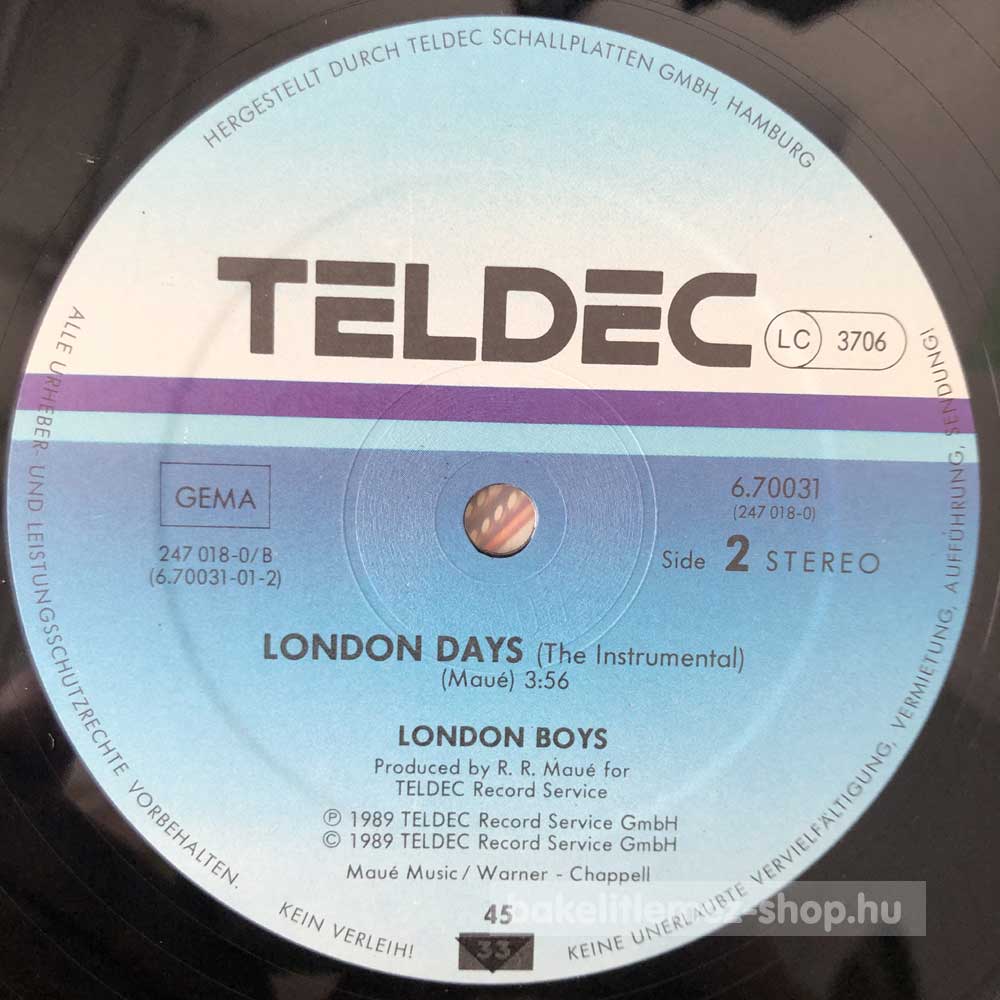 HERGESTELLT DURCH TELDEC SCHALLPLATTEN GMBH, HAMBURG
TELDEC
LC 3706
GEMA
247 018-0/B
(6.70031-01-2)
6.70031
(247 018-0)
Side 2 STEREO
LONDON DAYS (The Instrumental)
(Maué) 3:56
LONDON BOYS
Produced by R. R. Maué for
TELDEC Record Service
℗ 1989 TELDEC Record Service GmbH
© 1989 TELDEC Record Service GmbH
Maué Music / Warner - Chappell
45
33
ALLE URHEBER- UND LEISTUNGSSCHUTZRECHTE VORBEHALTEN.
KEIN VERLEIH!
KEINE UNERLAUBTE VERVIELFÄLTIGUNG, VERMIETUNG, AUFFÜHRUNG, SENDUNG!
bakelitlemez-shop.hu